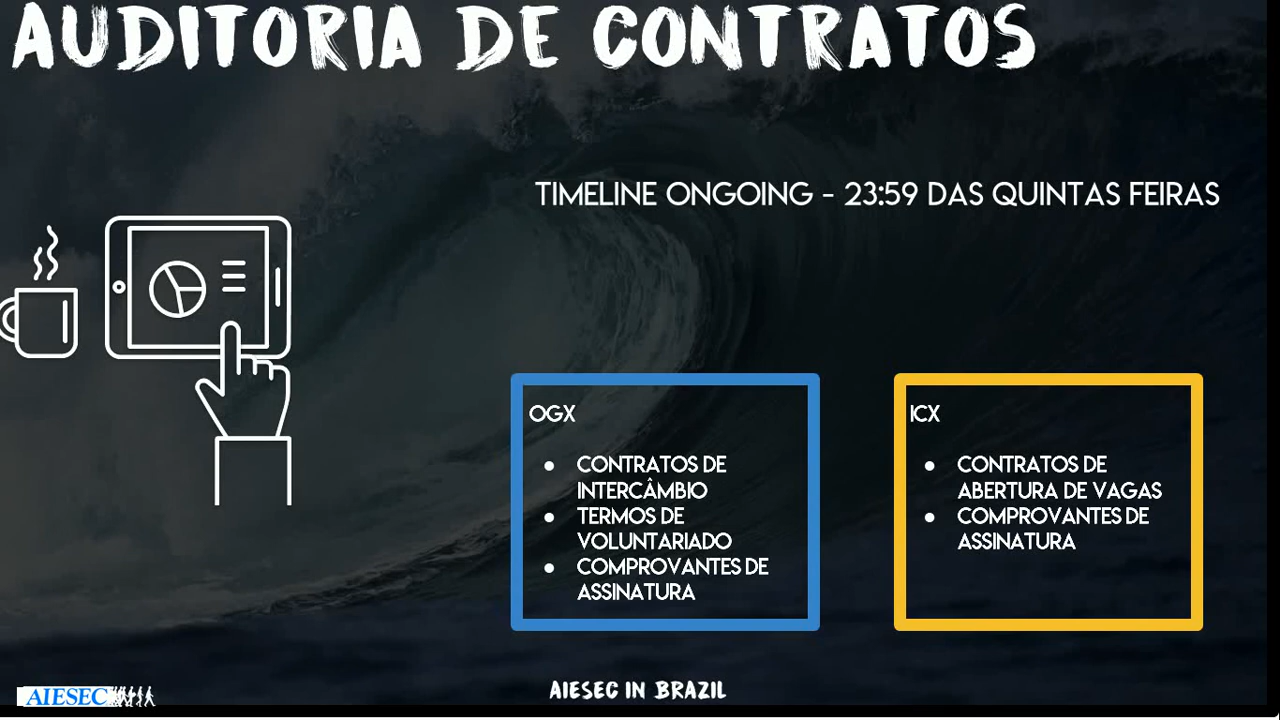 AUDITORIA DE CONTRATOS
TIMELINE ONGOING - 23:59 DAS QUINTAS FEIRAS
OGX
● CONTRATOS DE
INTERCÂMBIO
● TERMOS DE
VOLUNTARIADO
● COMPROVANTES DE
ASSINATURA
ICX
● CONTRATOS DE
ABERTURA DE VAGAS
● COMPROVANTES DE
ASSINATURA
AIESEC
AIESEC IN BRAZIL